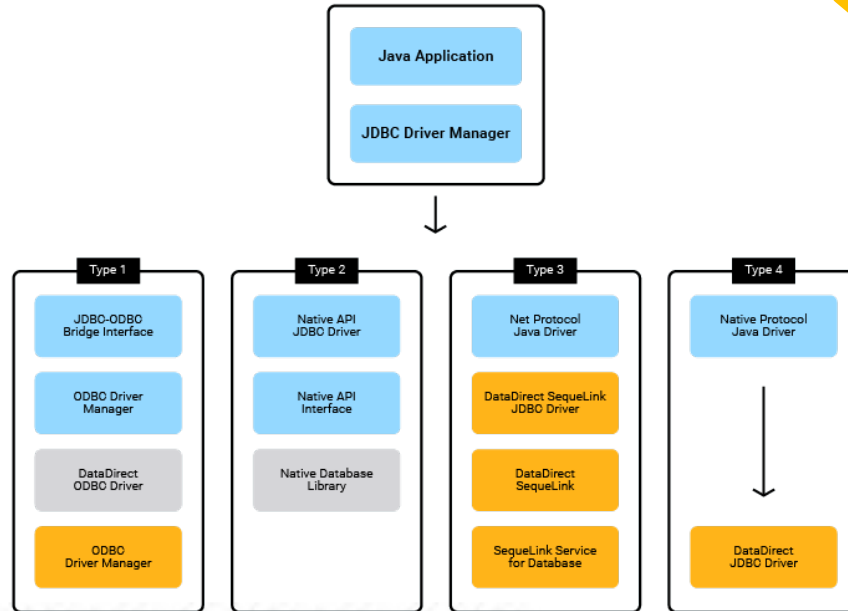 Java Application
JDBC Driver Manager
Type 1
JDBC-ODBC
Bridge Interface
ODBC Driver
Manager
DataDirect
ODBC Driver
ODBC
Driver Manager
Type 2
Native API
JDBC Driver
Native API
Interface
Native Database
Library
Type 3
Net Protocol
Java Driver
DataDirect SequeLink
JDBC Driver
DataDirect
SequeLink
SequeLink Service
for Database
Type 4
Native Protocol
Java Driver
DataDirect
JDBC Driver